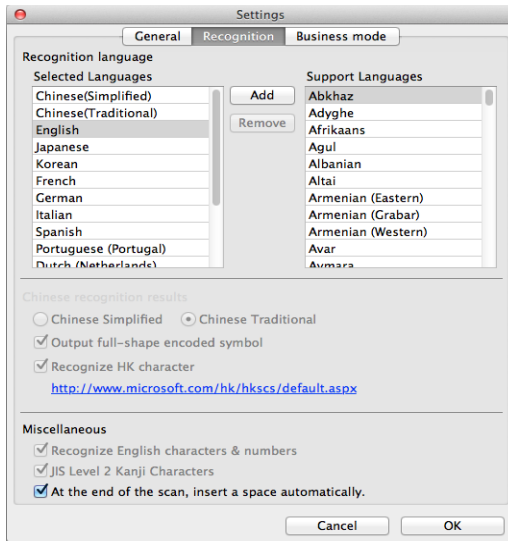 Settings
General Recognition Business mode
Recognition language
Selected Languages
Chinese(Simplified)
Chinese(Traditional)
English
Japanese
Korean
French
German
Italian
Spanish
Portuguese (Portugal)
Dutch (Netherlands)
Add
Remove
Support Languages
Abkhaz
Adyghe
Afrikaans
Agul
Albanian
Altai
Armenian (Eastern)
Armenian (Grabar)
Armenian (Western)
Avar
Aymara
Chinese recognition results
Chinese Simplified Chinese Traditional
Output full-shape encoded symbol
Recognize HK character
http://www.microsoft.com/hk/hkscs/default.aspx
Miscellaneous
Recognize English characters & numbers
JIS Level 2 Kanji Characters
At the end of the scan, insert a space automatically.
Cancel OK